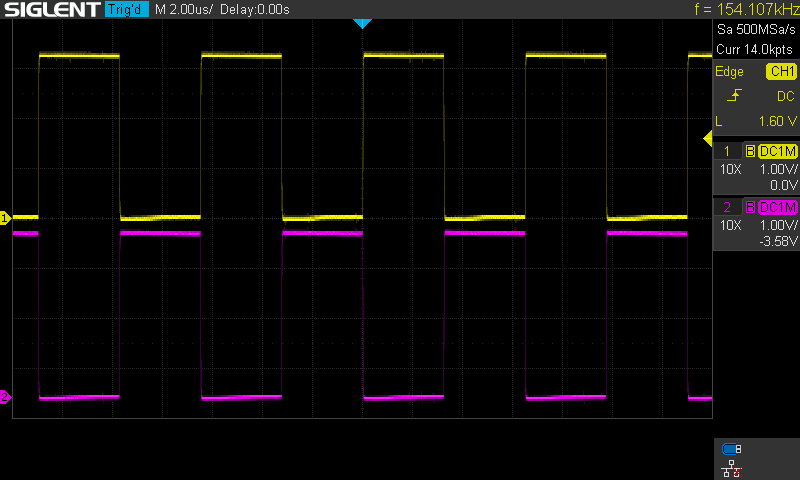 SIGLENT Trig'd M 2.00us/ Delay:0.00s f = 154.107kHz
Sa 500MSa/s
Curr 14.0kpts
Edge CH1
DC
L 1.60 V
1 B DC1M
10X 1.00V/
0.0V
2 B DC1M
10X 1.00V/
-3.58V
1
2